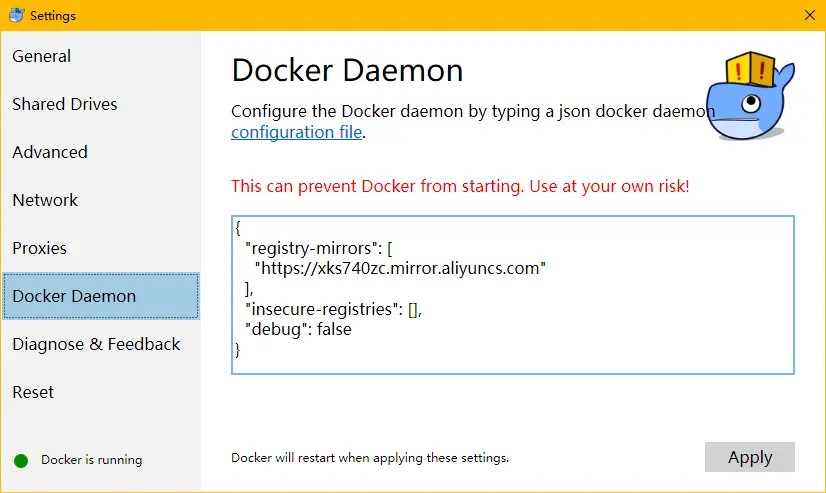 Settings
General
Shared Drives
Advanced
Network
Proxies
Docker Daemon
Diagnose & Feedback
Reset
Docker is running
Docker Daemon
Configure the Docker daemon by typing a json docker daemon
configuration file.
This can prevent Docker from starting. Use at your own risk!
{
"registry-mirrors": [
"https://xks740zc.mirror.aliyuncs.com"
],
"insecure-registries": [],
"debug": false
}
Docker will restart when applying these settings.
Apply
! !